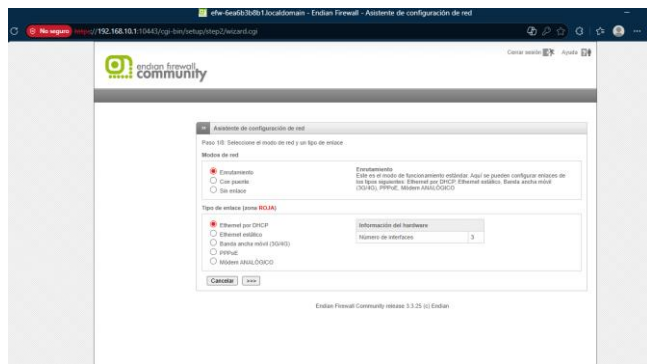 efw-6ea6b3b8b1.localdomain - Endian Firewall - Asistente de configuración de red
No seguro https://192.168.10.1:10443/cgi-bin/setup/step2/wizard.cgi
Cerrar sesión Ayuda
endian firewall
community
Asistente de configuración de red
Paso 1/8: Seleccione el modo de red y un tipo de enlace
Modos de red
Enrutamiento
Con puente
Sin enlace
Enrutamiento
Este es el modo de funcionamiento estándar. Aquí se pueden configurar enlaces de
los tipos siguientes: Ethernet por DHCP, Ethernet estático, Banda ancha móvil
(3G/4G), PPPoE, Módem ANALÓGICO
Tipo de enlace (zona ROJA)
Ethernet por DHCP
Ethernet estático
Banda ancha móvil (3G/4G)
PPPoE
Módem ANALÓGICO
Información del hardware
Número de interfaces 3
Cancelar >>>
Endian Firewall Community release 3.3.25 (c) Endian